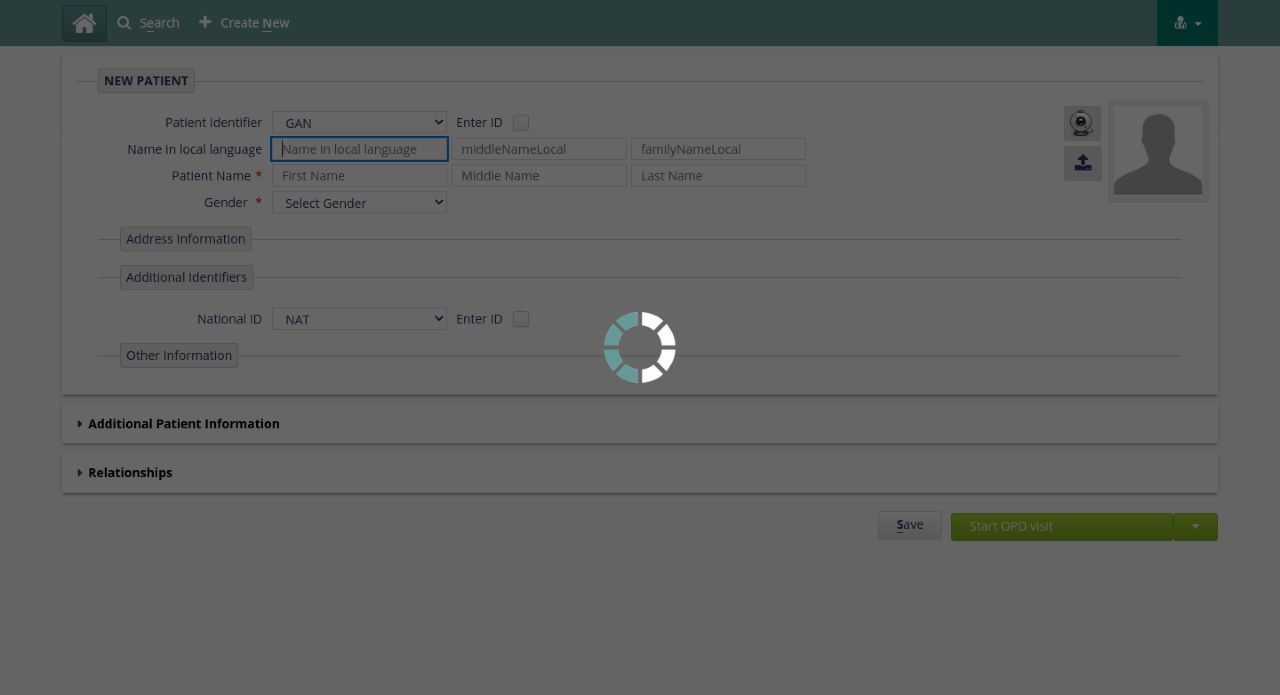 Search Create New
NEW PATIENT
Patient Identifier GAN Enter ID
Name in local language Name in local language middleNameLocal familyNameLocal
Patient Name * First Name Middle Name Last Name
Gender * Select Gender
Address Information
Additional Identifiers
National ID NAT Enter ID
Other Information
Additional Patient Information
Relationships
Save Start OPD visit